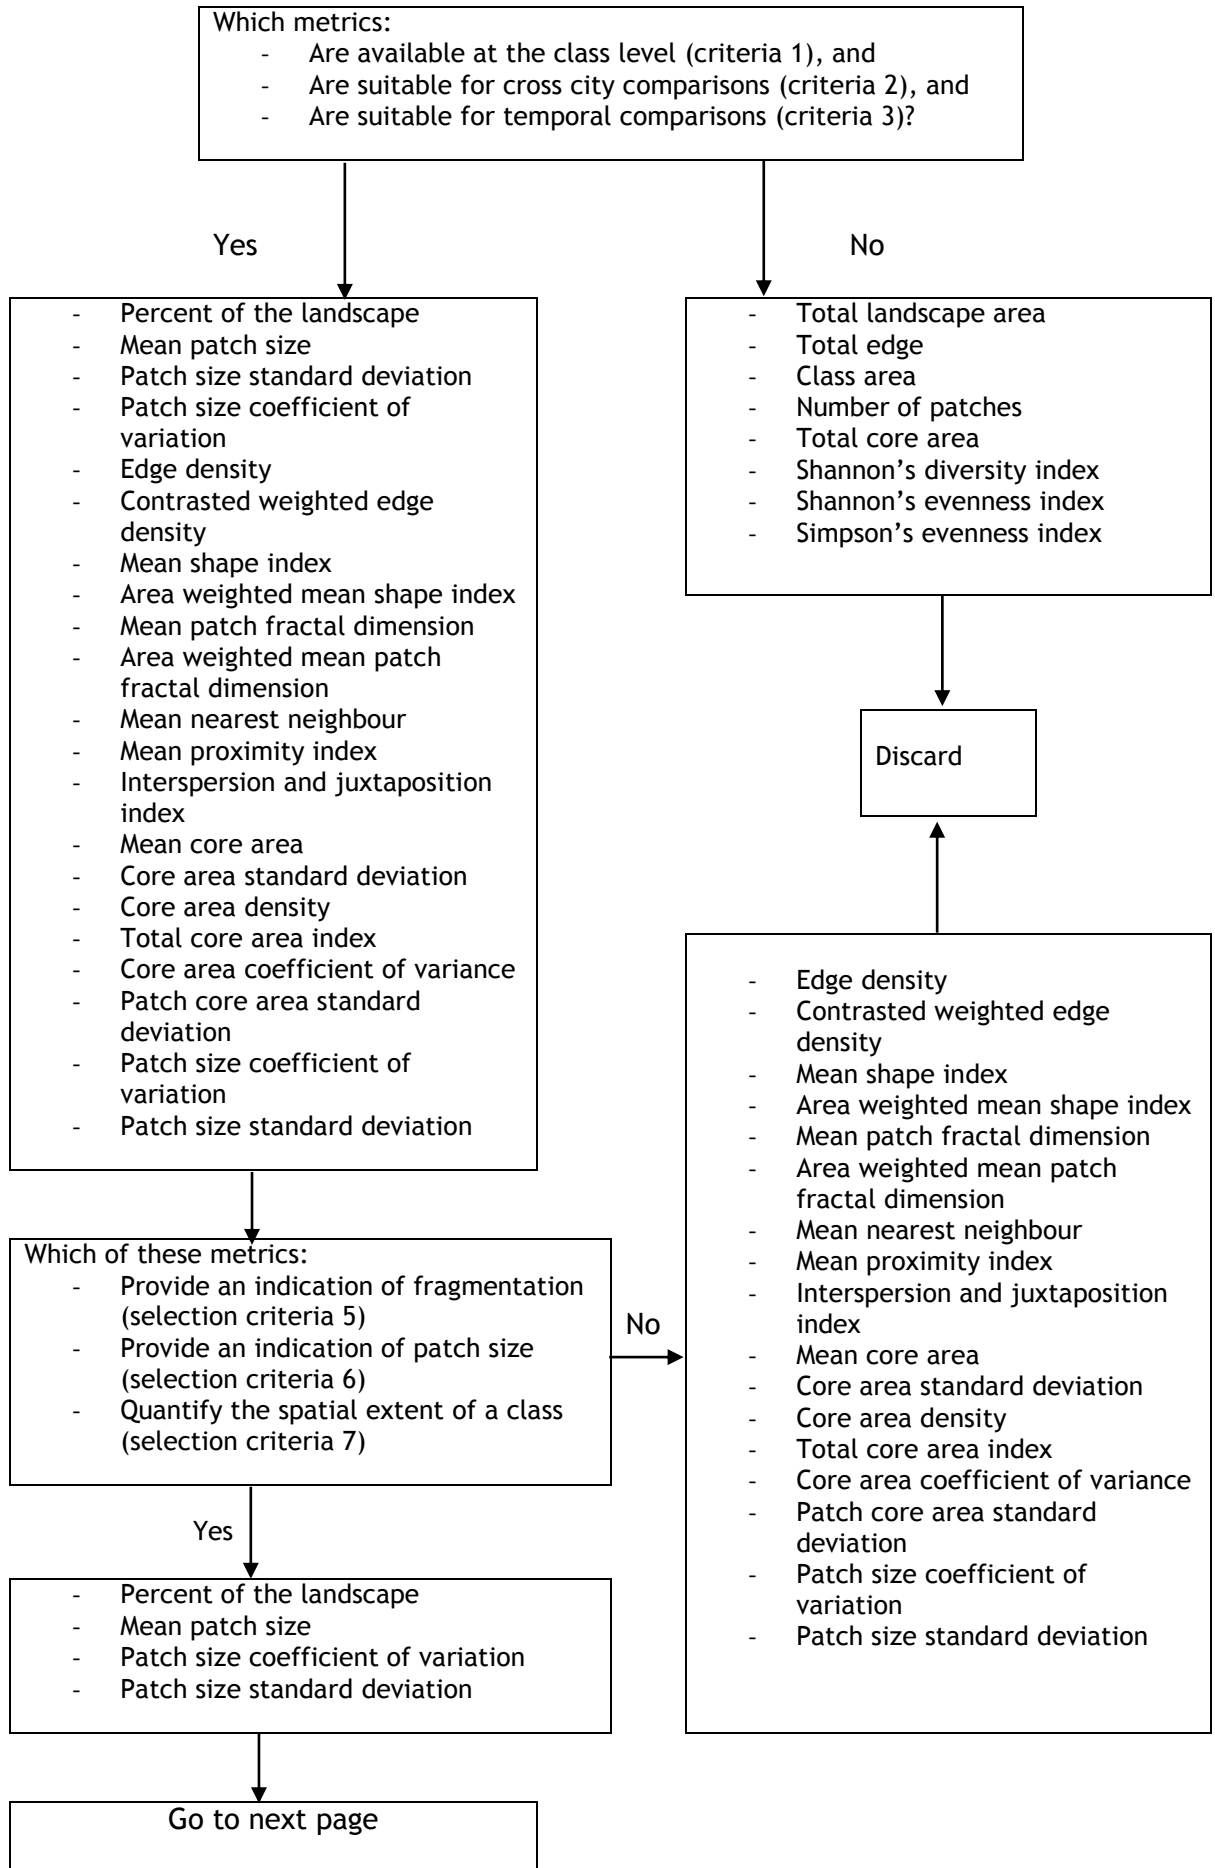 Which metrics:
- Are available at the class level (criteria 1), and
- Are suitable for cross city comparisons (criteria 2), and
- Are suitable for temporal comparisons (criteria 3)?
Yes
No
- Percent of the landscape
- Mean patch size
- Patch size standard deviation
- Patch size coefficient of
variation
- Edge density
- Contrasted weighted edge
density
- Mean shape index
- Area weighted mean shape index
- Mean patch fractal dimension
- Area weighted mean patch
fractal dimension
- Mean nearest neighbour
- Mean proximity index
- Interspersion and juxtaposition
index
- Mean core area
- Core area standard deviation
- Core area density
- Total core area index
- Core area coefficient of variance
- Patch core area standard
deviation
- Patch size coefficient of
variation
- Patch size standard deviation
- Total landscape area
- Total edge
- Class area
- Number of patches
- Total core area
- Shannon’s diversity index
- Shannon’s evenness index
- Simpson’s evenness index
Discard
Which of these metrics:
- Provide an indication of fragmentation
(selection criteria 5)
- Provide an indication of patch size
(selection criteria 6)
- Quantify the spatial extent of a class
(selection criteria 7)
No
- Edge density
- Contrasted weighted edge
density
- Mean shape index
- Area weighted mean shape index
- Mean patch fractal dimension
- Area weighted mean patch
fractal dimension
- Mean nearest neighbour
- Mean proximity index
- Interspersion and juxtaposition
index
- Mean core area
- Core area standard deviation
- Core area density
- Total core area index
- Core area coefficient of variance
- Patch core area standard
deviation
- Patch size coefficient of
variation
- Patch size standard deviation
Yes
- Percent of the landscape
- Mean patch size
- Patch size coefficient of variation
- Patch size standard deviation
Go to next page